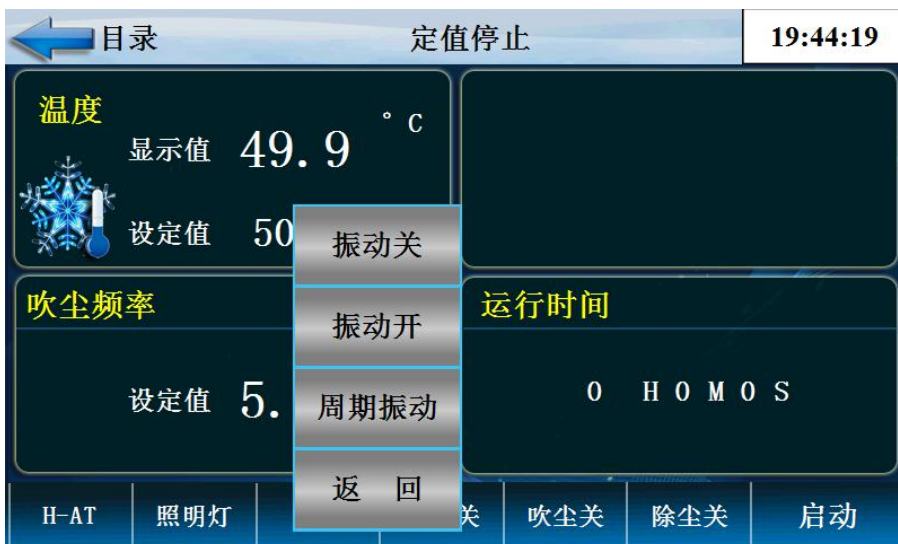 目录
定值停止
19:44:19
温度
显示值 49.9 °C
设定值 50
振动关
振动开
周期振动
返 回
吹尘频率
设定值 5.
运行时间
0 H 0 M 0 S
H-AT
照明灯
关
吹尘关
除尘关
启动